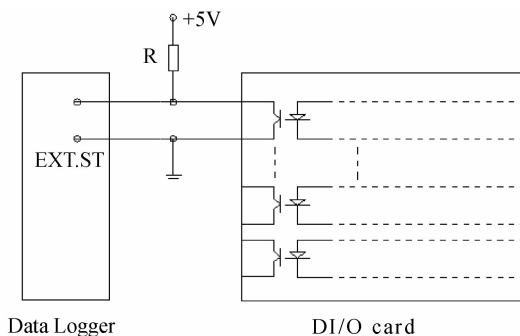 +5V
R
EXT.ST
Data Logger
DI/O card